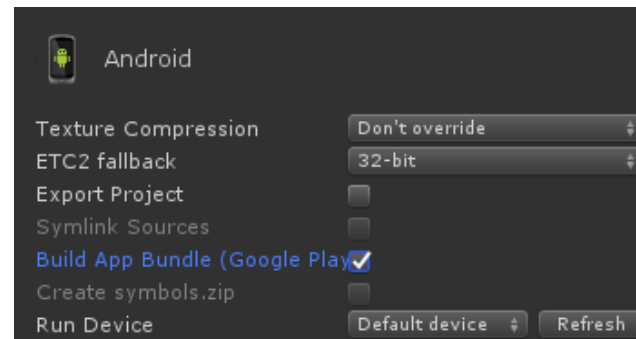 Android
Texture Compression Don't override
ETC2 fallback 32-bit
Export Project
Symlink Sources
Build App Bundle (Google Play
Create symbols.zip
Run Device Default device Refresh